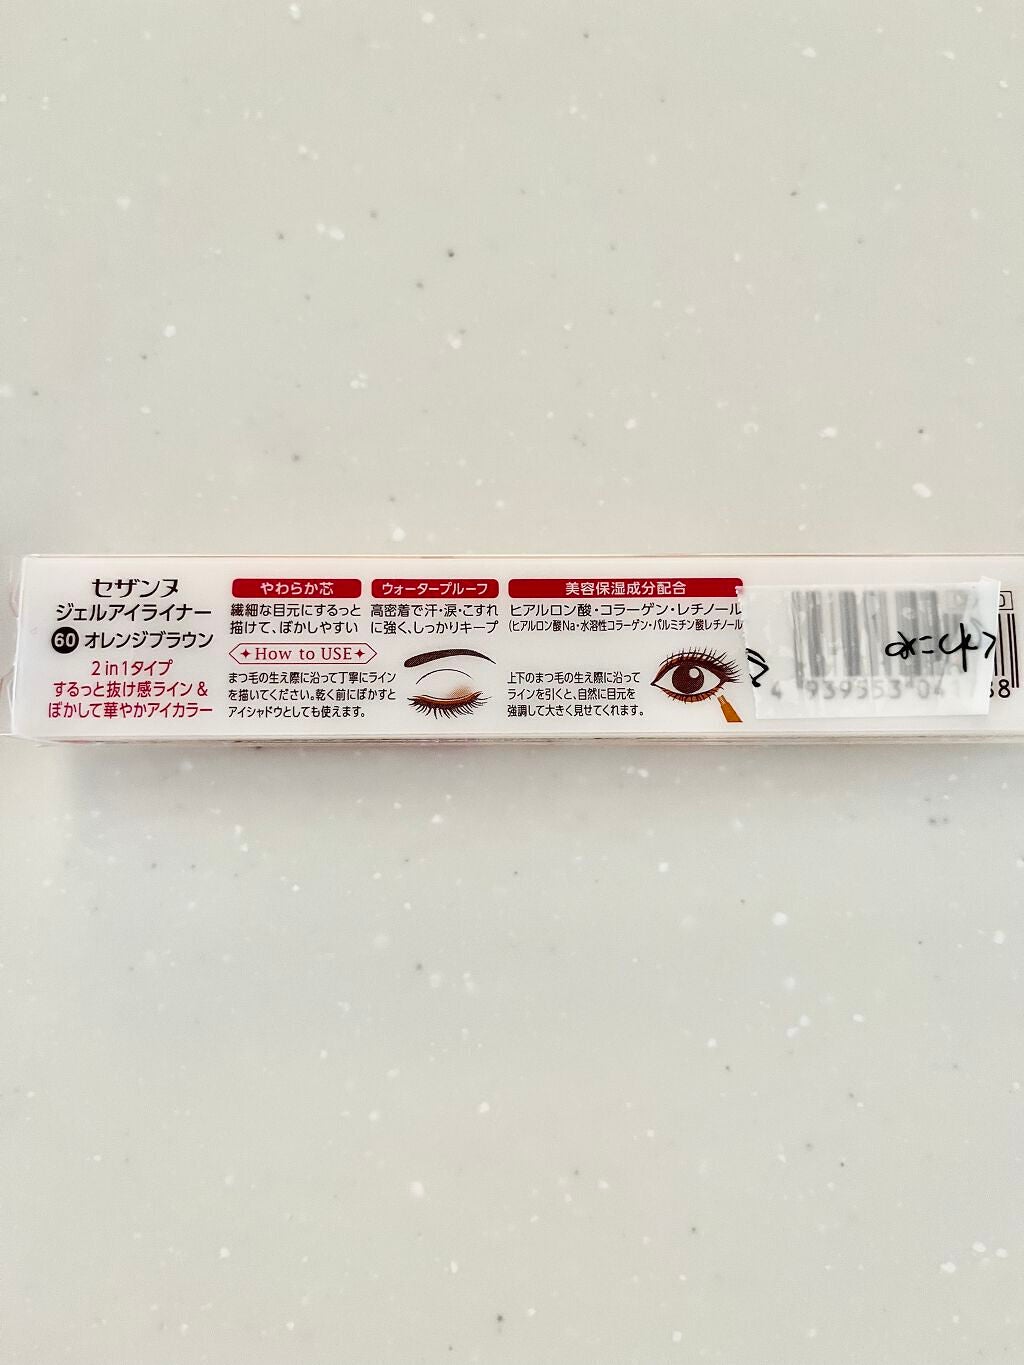 セザンヌ
ジェルアイライナー
60 オレンジブラウン
2in1タイプ
するっと抜け感ライン&
ぼかして華やかアイカラー
やわらか芯
繊細な目元にするっと
描けて、ぼかしやすい
ウォータープルーフ
高密着で汗・涙・こすれ
に強く、しっかりキープ
美容保湿成分配合
ヒアルロン酸・コラーゲン・レチノール
(ヒアルロン酸Na・水溶性コラーゲン・パルミチン酸レチノール
How to USE
まつ毛の生え際に沿って丁寧にライン
を描いてください。乾く前にぼかすと
アイシャドウとしても使えます。
上下のまつ毛の生え際に沿って
ラインを引くと、自然に目元を
強調して大きく見せてくれます。
4 939553 04 68